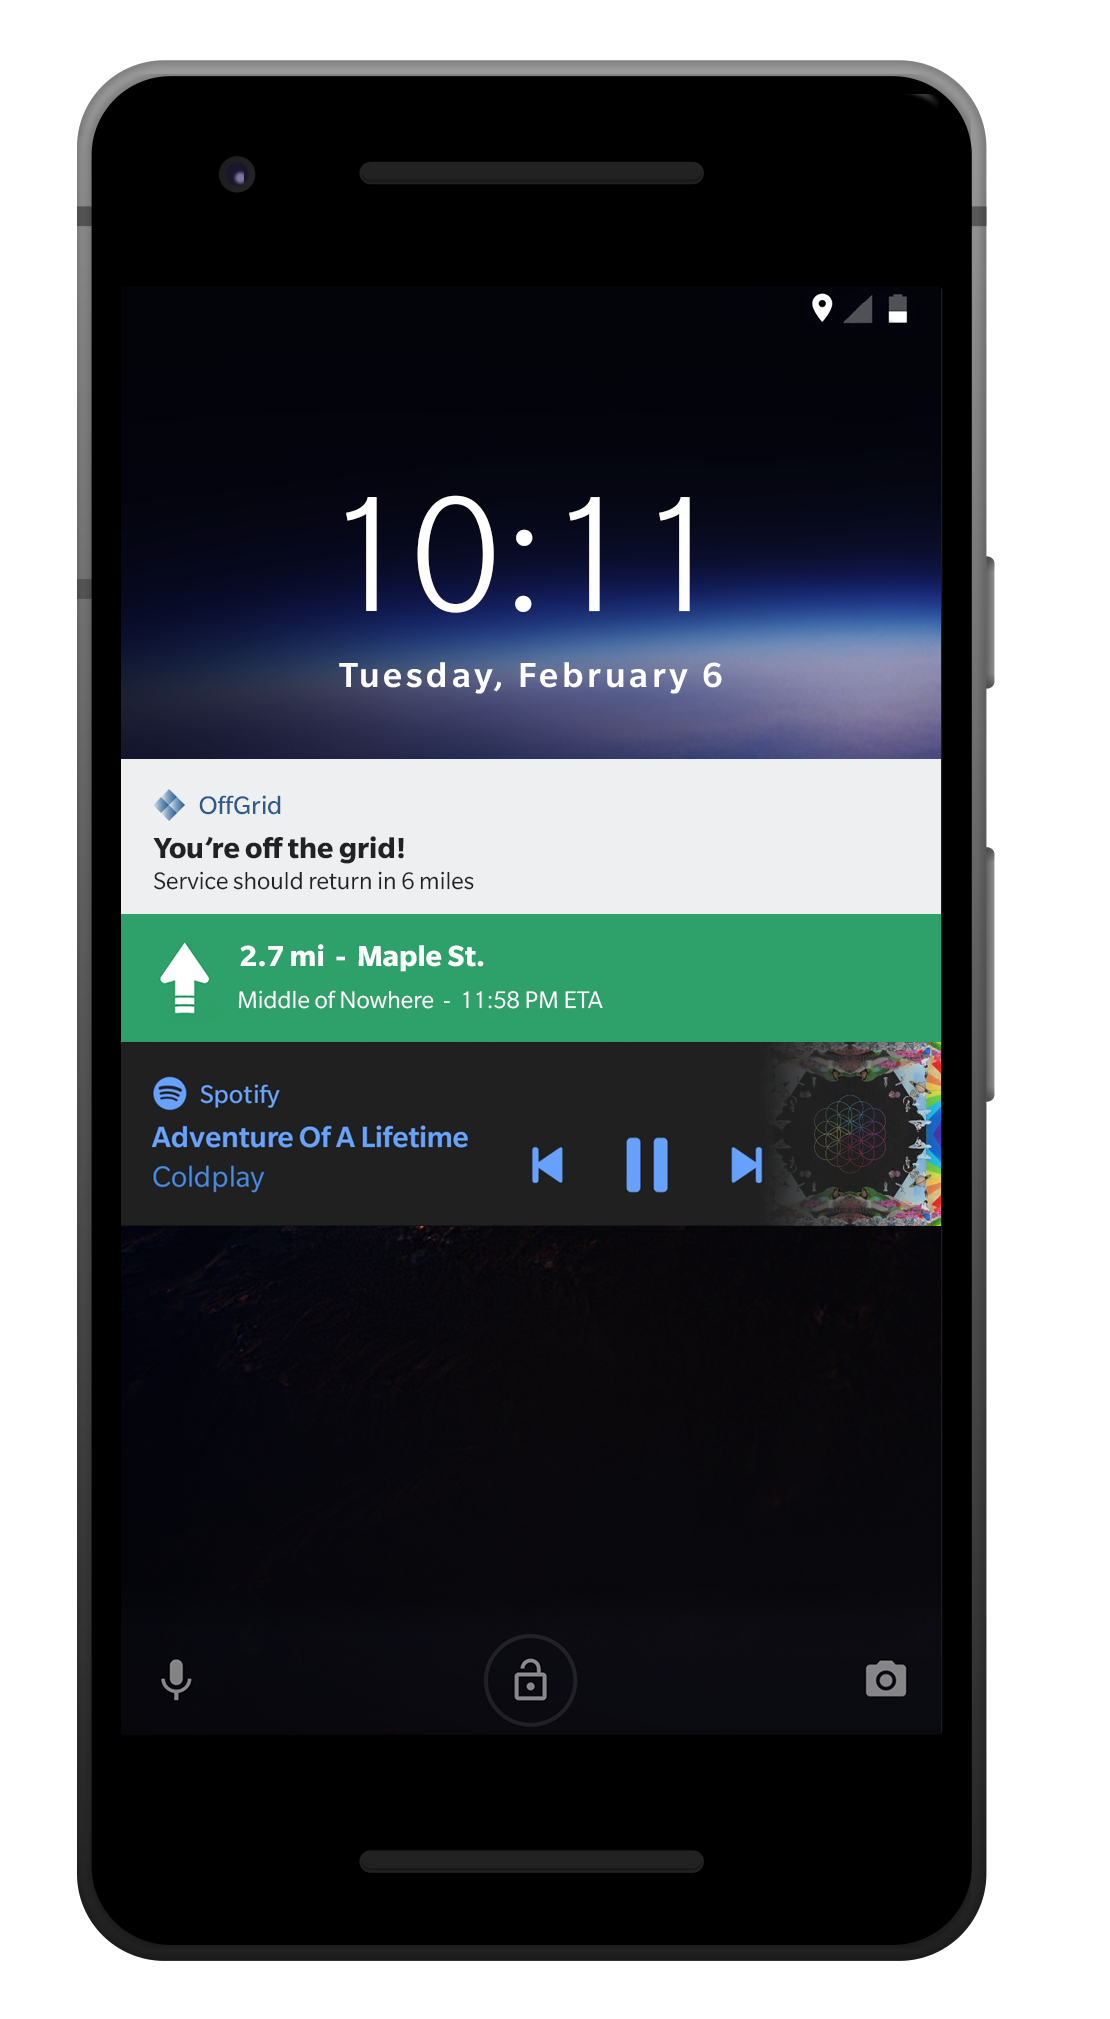 10:11
Tuesday, February 6
OffGrid
You’re off the grid!
Service should return in 6 miles
2.7 mi - Maple St.
Middle of Nowhere - 11:58 PM ETA
Spotify
Adventure Of A Lifetime
Coldplay